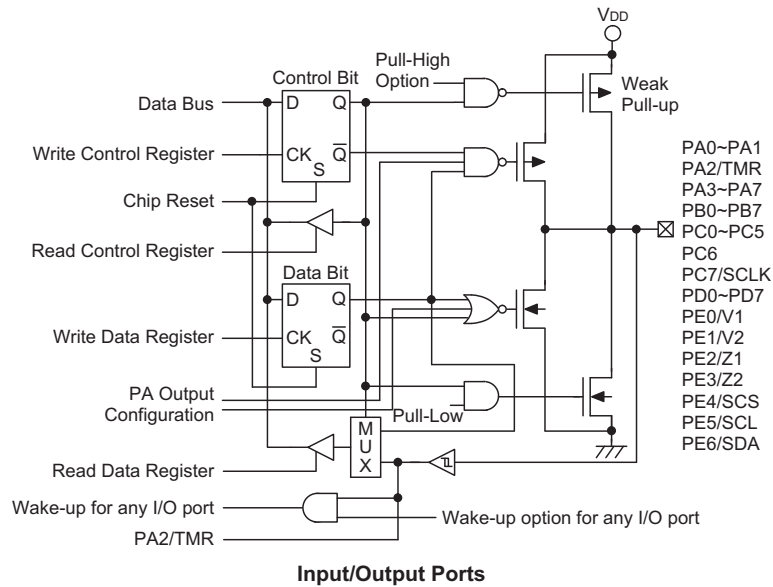 VDD
Pull-High
Option
Control Bit
Weak
Pull-up
Data Bus
D
Q
Write Control Register
CK
Q
S
Chip Reset
Read Control Register
Data Bit
D
Q
Write Data Register
CK
Q
S
PA Output
Configuration
Pull-Low
M
U
X
Read Data Register
Wake-up for any I/O port
Wake-up option for any I/O port
PA2/TMR
PA0~PA1
PA2/TMR
PA3~PA7
PB0~PB7
PC0~PC5
PC6
PC7/SCLK
PD0~PD7
PE0/V1
PE1/V2
PE2/Z1
PE3/Z2
PE4/SCS
PE5/SCL
PE6/SDA
Input/Output Ports